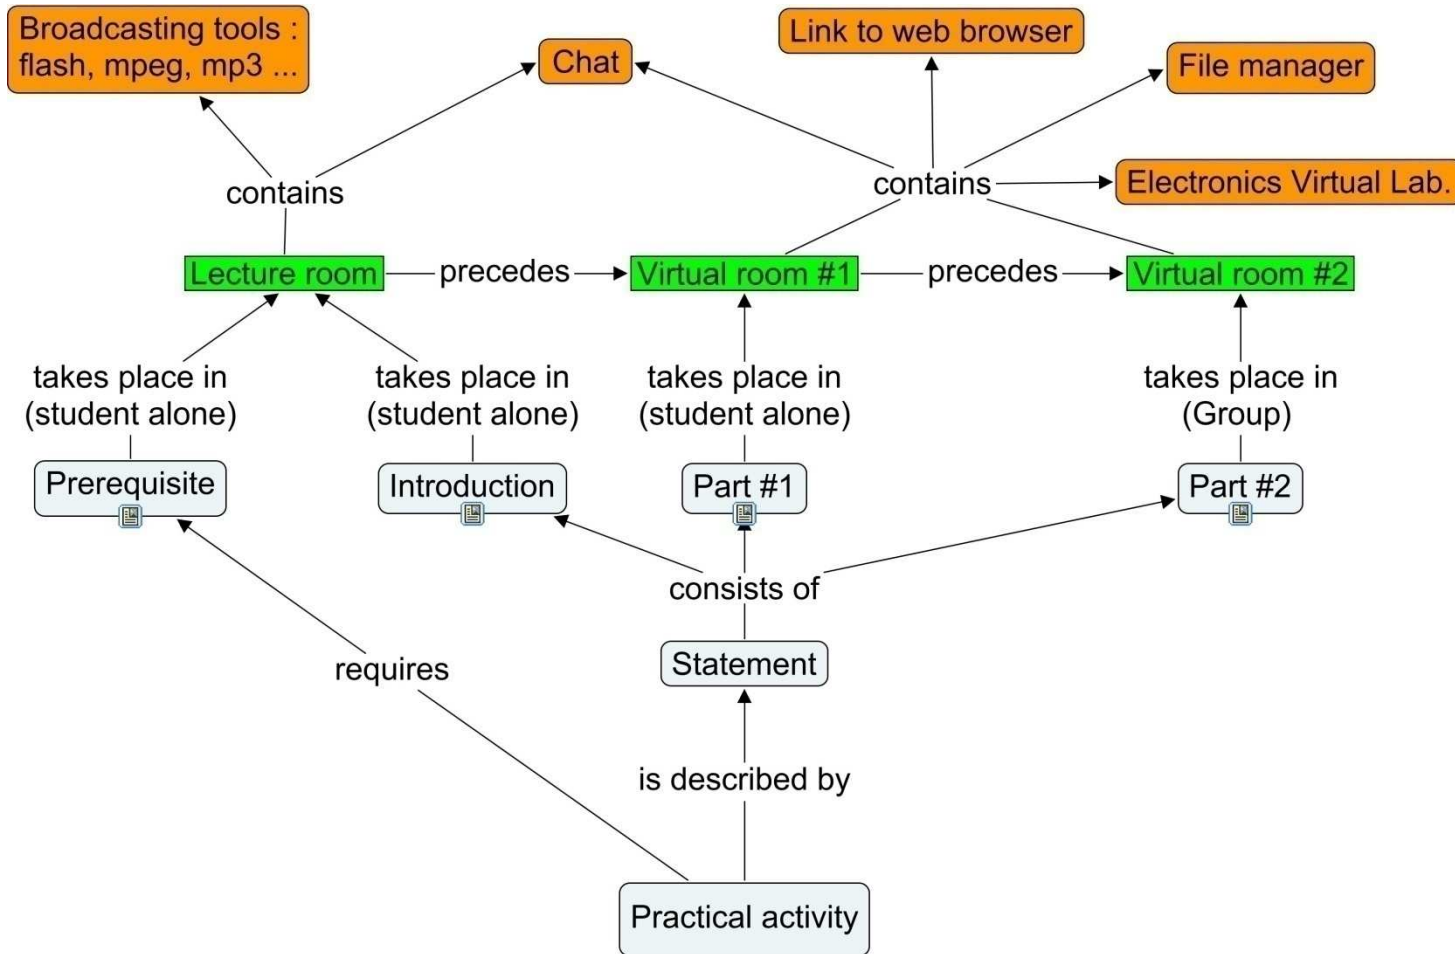 Broadcasting tools :
flash, mpeg, mp3 ...
Chat
Link to web browser
File manager
contains
contains
Electronics Virtual Lab.
Lecture room
precedes
Virtual room #1
precedes
Virtual room #2
takes place in
(student alone)
takes place in
(student alone)
takes place in
(student alone)
takes place in
(Group)
Prerequisite
Introduction
Part #1
Part #2
consists of
Statement
requires
is described by
Practical activity